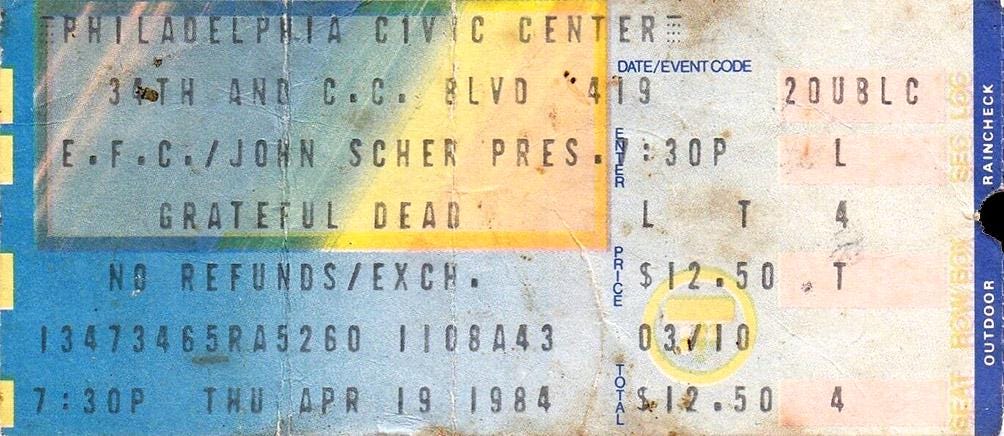 PHILADELPHIA CIVIC CENTER
DATE/EVENT CODE
34TH AND C.C. BLVD 419 20UBLC
E.F.C./JOHN SCHER PRES. ENTER 7:30P L
GRATEFUL DEAD L T 4
NO REFUNDS/EXCH. PRICE $12.50 T
13473465RA5260 1108A43 03/10
7:30P THU APR 19 1984 TOTAL $12.50 4
SEAT ROW/BOX SEC LOC
OUTDOOR RAINCHECK